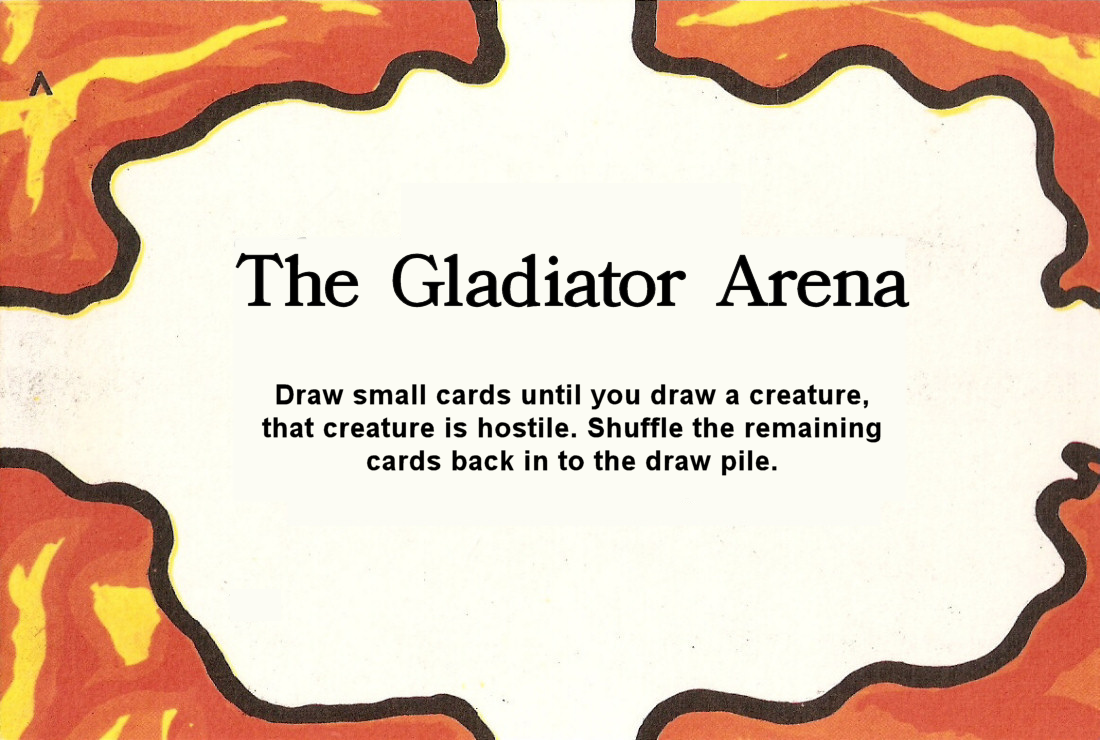 The Gladiator Arena
Draw small cards until you draw a creature,
that creature is hostile. Shuffle the remaining
cards back in to the draw pile.